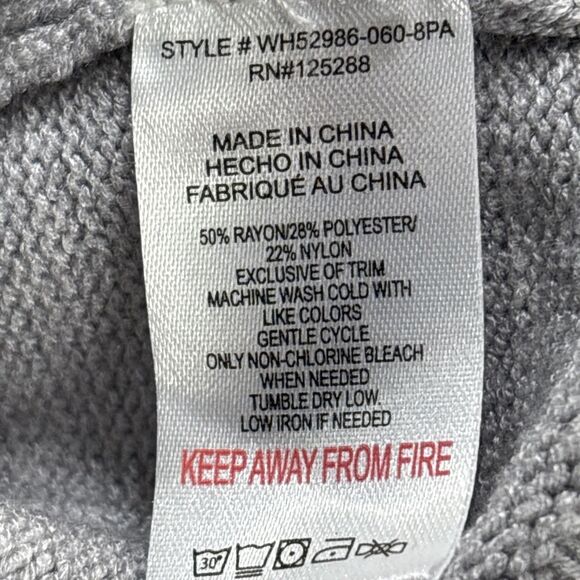 STYLE # WH52986-060-8PA
RN#125288
MADE IN CHINA
HECHO IN CHINA
FABRIQUÉ AU CHINA
50% RAYON/28% POLYESTER/
22% NYLON
EXCLUSIVE OF TRIM
MACHINE WASH COLD WITH
LIKE COLORS
GENTLE CYCLE
ONLY NON-CHLORINE BLEACH
WHEN NEEDED
TUMBLE DRY LOW.
LOW IRON IF NEEDED
KEEP AWAY FROM FIRE
30°